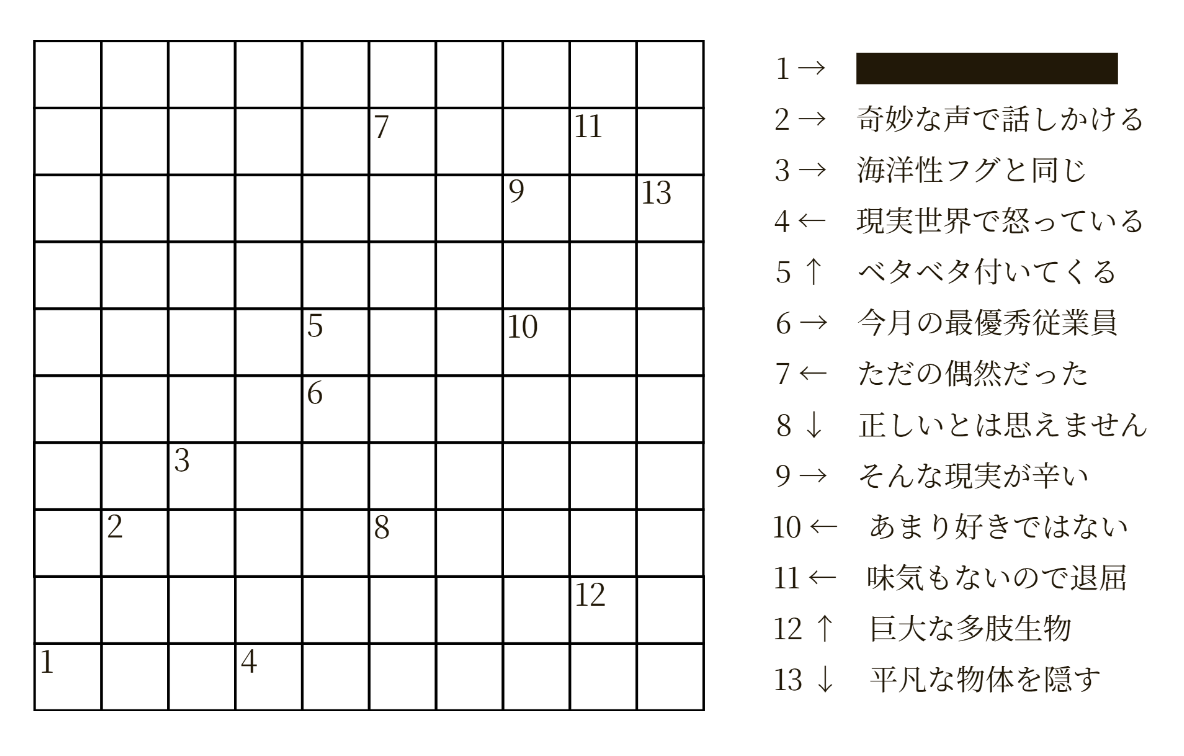 7 11
9 13
5 10
6
3
2 8
12
1 4
1 →
2 → 奇妙な声で話しかける
3 → 海洋性フグと同じ
4 ← 現実世界で怒っている
5 ↑ ベタベタ付いてくる
6 → 今月の最優秀従業員
7 ← ただの偶然だった
8 ↓ 正しいとは思えません
9 → そんな現実が辛い
10 ← あまり好きではない
11 ← 味気もないので退屈
12 ↑ 巨大な多肢生物
13 ↓ 平凡な物体を隠す